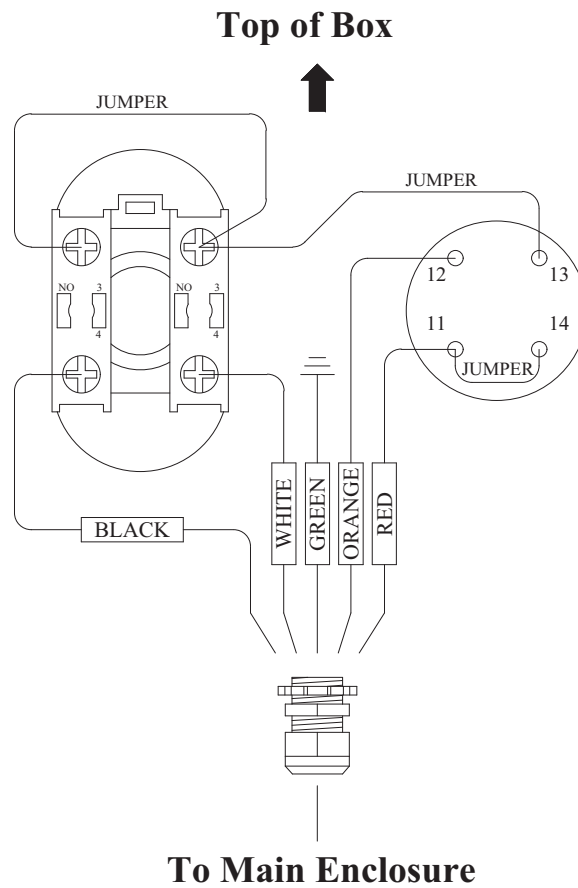 Top of Box
JUMPER
JUMPER
NO 3 NO 3
4 4
12 13
11 14
JUMPER
BLACK
WHITE
GREEN
ORANGE
RED
To Main Enclosure